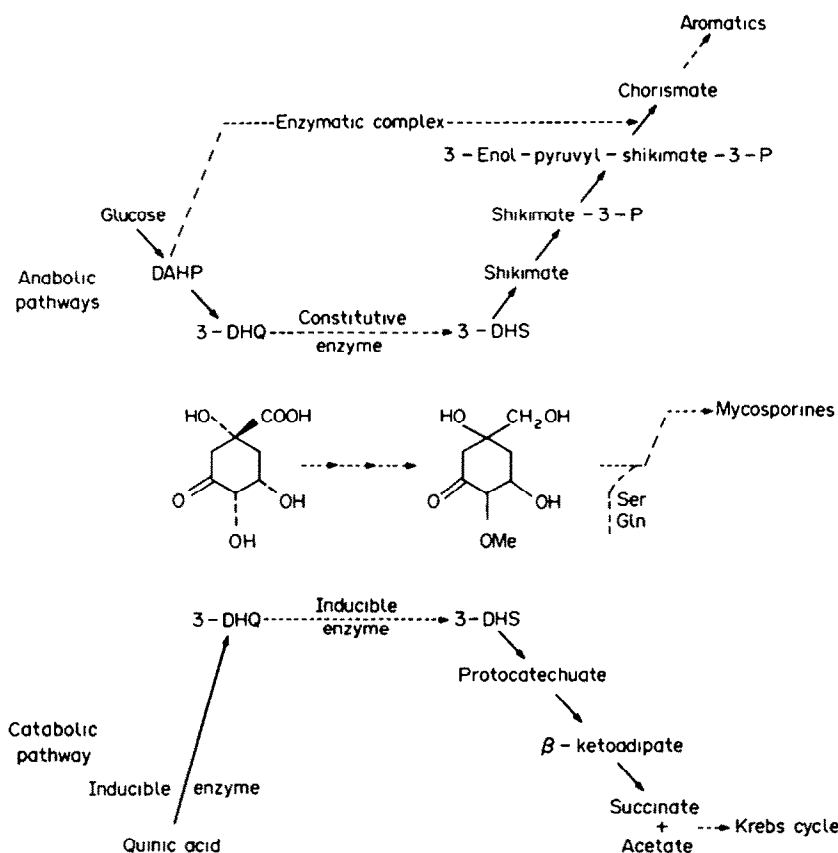 Aromatics
Chorismate
Enzymatic complex
3-Enol-pyruvyl-shikimate-3-P
Glucose
Shikimate-3-P
DAHP
Shikimate
Anabolic
pathways
3-DHQ
Constitutive
enzyme
3-DHS
HO
COOH
O
OH
OH
HO
CH2OH
O
OH
OMe
Mycosporines
Ser
Gln
3-DHQ
Inducible
enzyme
3-DHS
Protocatechuate
Catabolic
pathway
β-ketoadipate
Inducible enzyme
Succinate
+
Acetate
Krebs cycle
Quinic acid